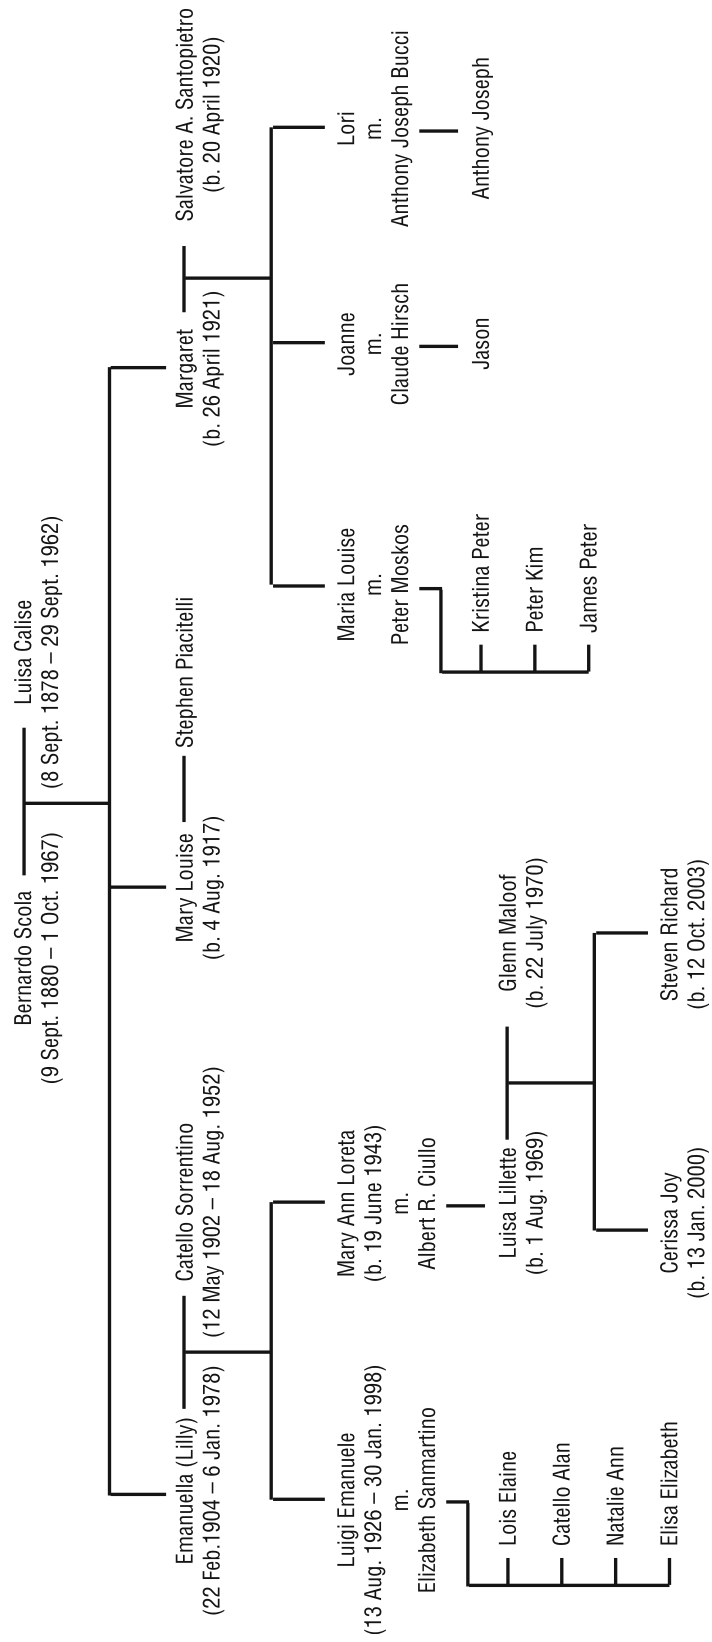 Bernardo Scola
(9 Sept. 1880 – 1 Oct. 1967)
Luisa Calise
(8 Sept. 1878 – 29 Sept. 1962)
Emanuella (Lilly)
(22 Feb.1904 – 6 Jan. 1978)
Catello Sorrentino
(12 May 1902 – 18 Aug. 1952)
Mary Louise
(b. 4 Aug. 1917)
Stephen Piacitelli
Margaret
(b. 26 April 1921)
Salvatore A. Santopietro
(b. 20 April 1920)
Luigi Emanuele
(13 Aug. 1926 – 30 Jan. 1998)
m.
Elizabeth Sanmartino
Mary Ann Loreta
(b. 19 June 1943)
m.
Albert R. Ciullo
Maria Louise
m.
Peter Moskos
Joanne
m.
Claude Hirsch
Lori
m.
Anthony Joseph Bucci
Lois Elaine
Catello Alan
Natalie Ann
Elisa Elizabeth
Luisa Lillette
(b. 1 Aug. 1969)
Glenn Maloof
(b. 22 July 1970)
Kristina Peter
Peter Kim
James Peter
Jason
Anthony Joseph
Cerissa Joy
(b. 13 Jan. 2000)
Steven Richard
(b. 12 Oct. 2003)